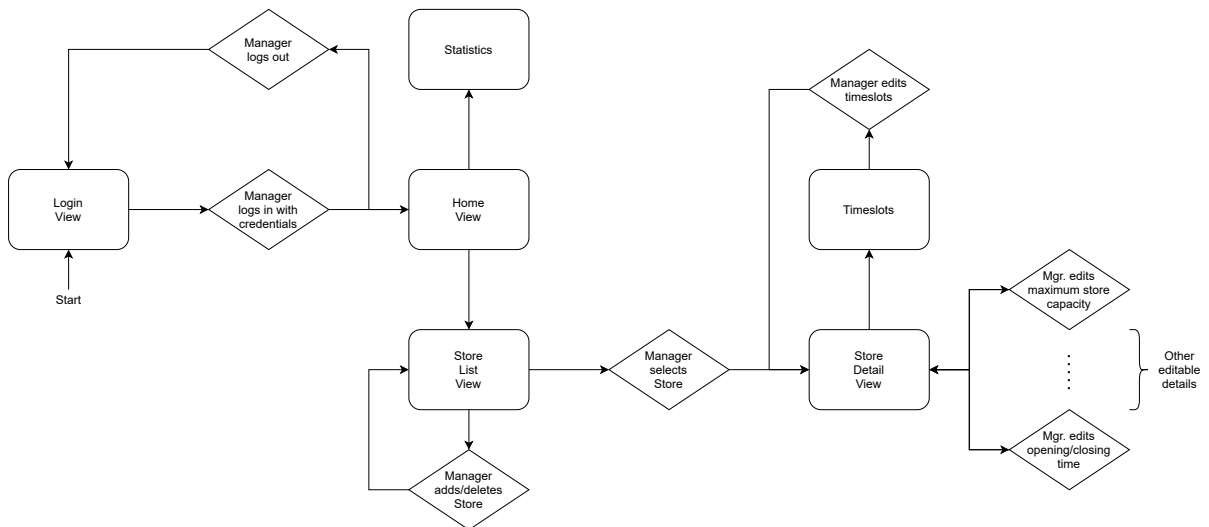 Manager
logs out
Statistics
Manager edits
timeslots
Login
View
Manager
logs in with
credentials
Home
View
Timeslots
Start
Mgr. edits
maximum store
capacity
Store
List
View
Manager
selects
Store
Store
Detail
View
Other
editable
details
Manager
adds/deletes
Store
Mgr. edits
opening/closing
time